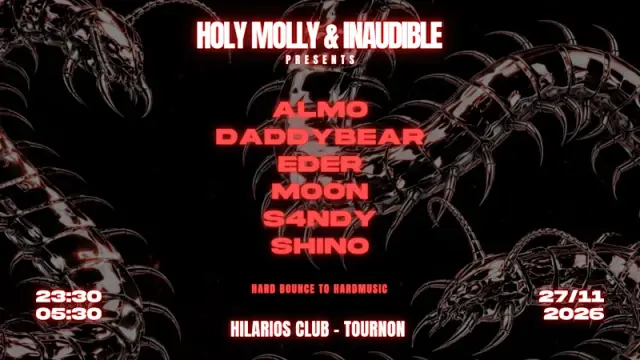 HOLY MOLLY & INAUDIBLE
PRESENTS
ALMO
DADDYBEAR
EDER
MOON
S4NDY
SHINO
HARD BOUNCE TO HARDMUSIC
23:30
05:30
27/11
2026
HILARIOS CLUB - TOURNON